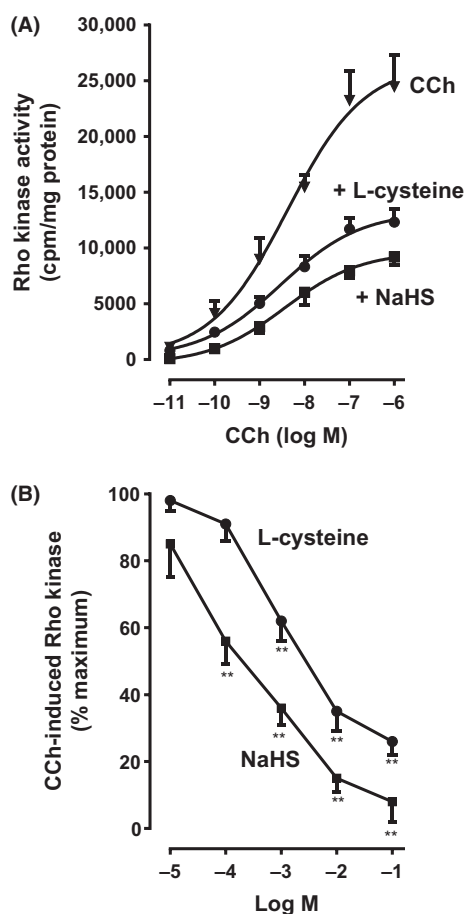 (A)
Rho kinase activity
(cpm/mg protein)
30,000
25,000
20,000
15,000
10,000
5000
0
CCh
+ L-cysteine
+ NaHS
–11 –10 –9 –8 –7 –6
CCh (log M)
(B)
CCh-induced Rho kinase
(% maximum)
100
80
60
40
20
0
L-cysteine
NaHS
**
**
**
**
**
**
**
–5 –4 –3 –2 –1
Log M